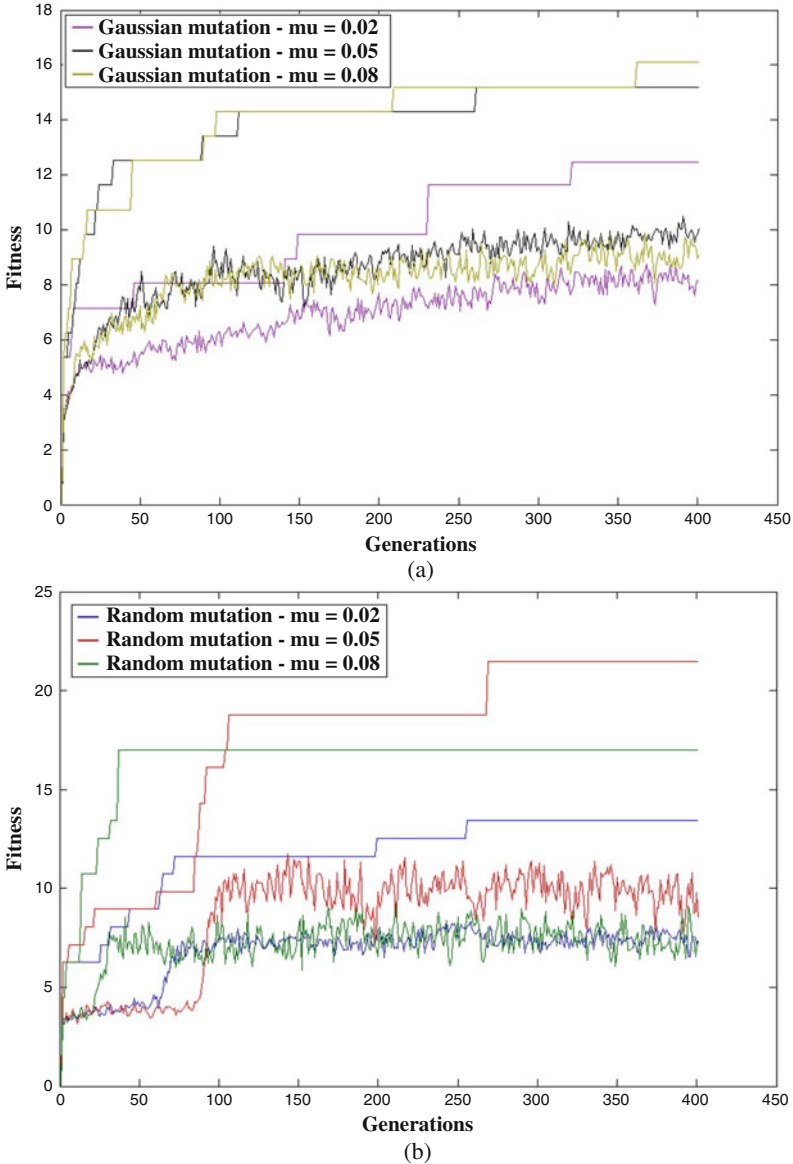 18
16
14
12
10
8
6
4
2
0
Fitness
Gaussian mutation - mu = 0.02
Gaussian mutation - mu = 0.05
Gaussian mutation - mu = 0.08
0 50 100 150 200 250 300 350 400 450
Generations
(a)
25
20
15
10
5
0
Fitness
Random mutation - mu = 0.02
Random mutation - mu = 0.05
Random mutation - mu = 0.08
0 50 100 150 200 250 300 350 400 450
Generations
(b)